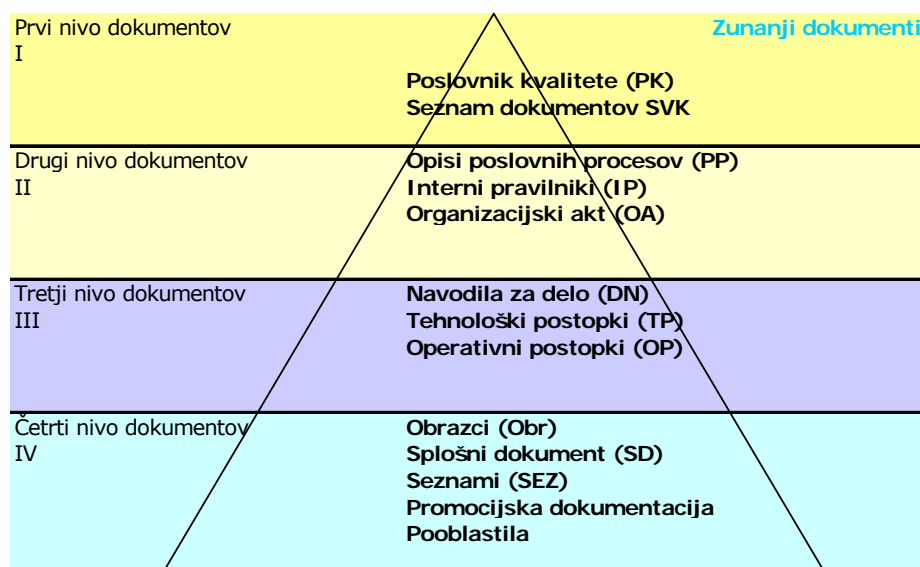 Prvi nivo dokumentov
I
Zunanji dokumenti
Poslovnik kvalitete (PK)
Seznam dokumentov SVK
Drugi nivo dokumentov
II
Opisi poslovnih procesov (PP)
Interni pravilniki (IP)
Organizacijski akt (OA)
Tretji nivo dokumentov
III
Navodila za delo (DN)
Tehnološki postopki (TP)
Operativni postopki (OP)
Četrti nivo dokumentov
IV
Obrazci (Obr)
Splošni dokument (SD)
Seznami (SEZ)
Promocijska dokumentacija
Pooblastila